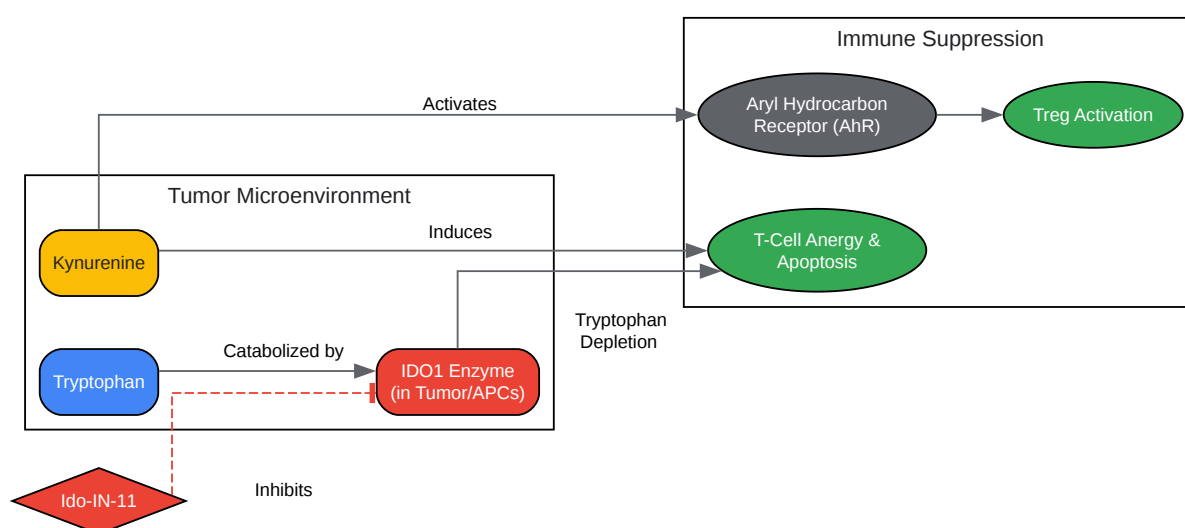 Immune Suppression
Activates
Aryl Hydrocarbon
Receptor (AhR)
Treg Activation
Tumor Microenvironment
Kynurenine
Induces
T-Cell Anergy &
Apoptosis
Tryptophan
Depletion
Tryptophan
Catabolized by
IDO1 Enzyme
(in Tumor/APCs)
Ido-IN-11
Inhibits